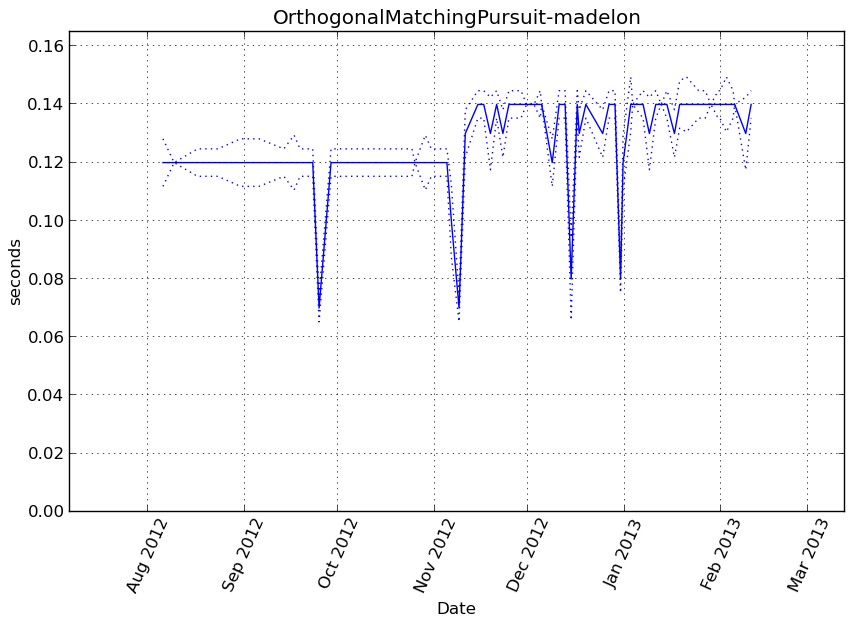 OrthogonalMatchingPursuit-madelon
0.16
0.14
0.12
0.10
0.08
0.06
0.04
0.02
0.00
seconds
Aug 2012
Sep 2012
Oct 2012
Nov 2012
Dec 2012
Jan 2013
Feb 2013
Mar 2013
Date